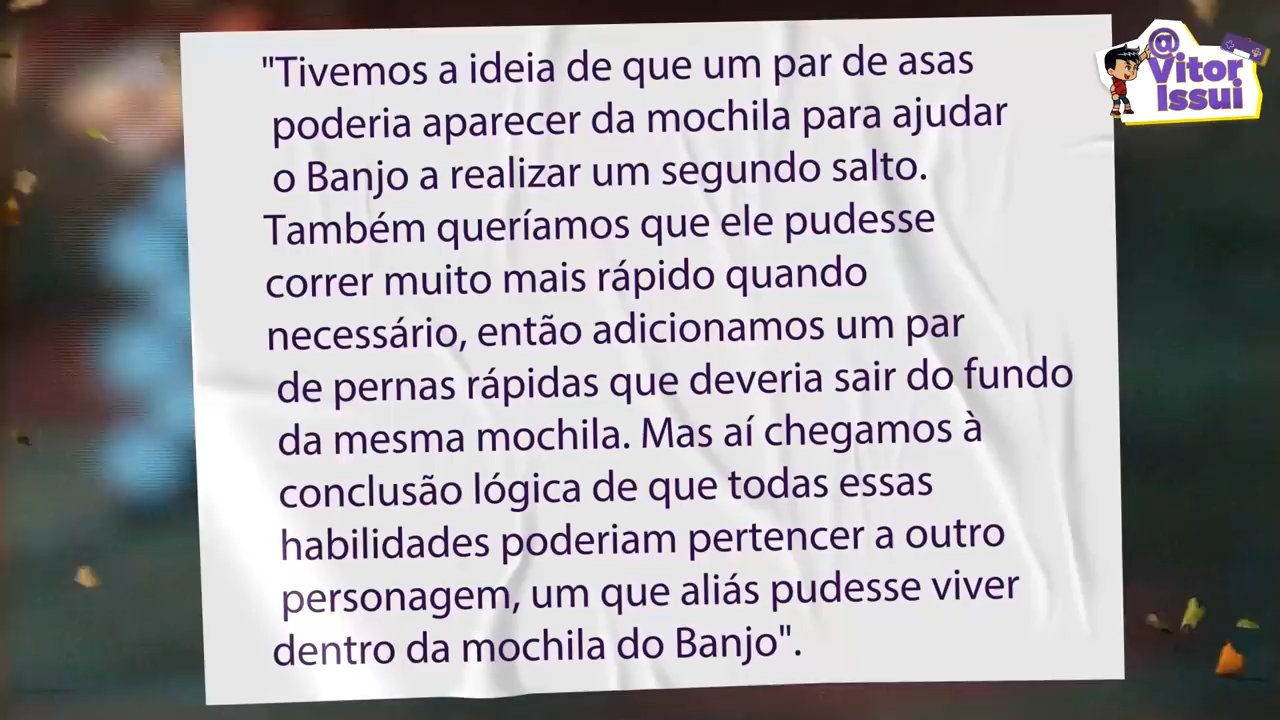 "Tivemos a ideia de que um par de asas
poderia aparecer da mochila para ajudar
o Banjo a realizar um segundo salto.
Também queríamos que ele pudesse
correr muito mais rápido quando
necessário, então adicionamos um par
de pernas rápidas que deveria sair do fundo
da mesma mochila. Mas aí chegamos à
conclusão lógica de que todas essas
habilidades poderiam pertencer a outro
personagem, um que aliás pudesse viver
dentro da mochila do Banjo".
@
Vitor
Issui